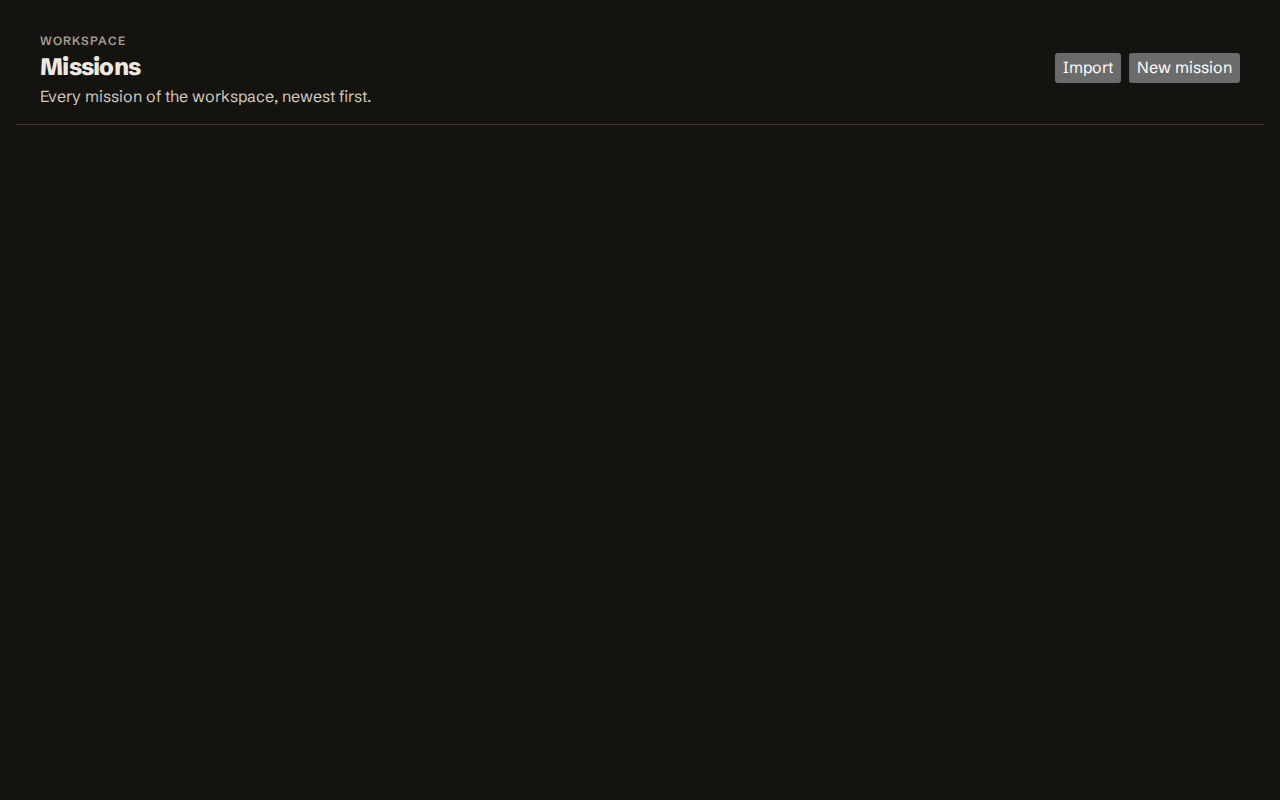 WORKSPACE
Missions
Every mission of the workspace, newest first.
Import
New mission